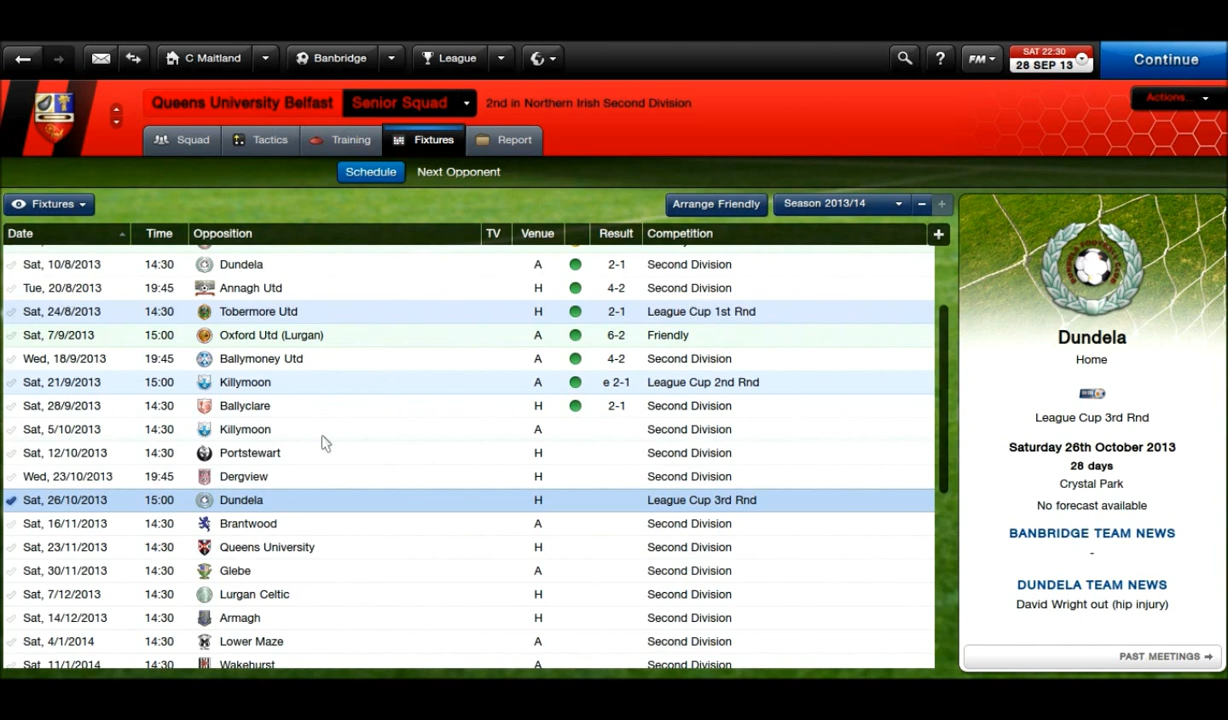 C Maitland Banbridge League ? FM SAT 22:30 28 SEP 13 Continue
Queens University Belfast Senior Squad 2nd in Northern Irish Second Division Actions...
Squad Tactics Training Fixtures Report
Schedule Next Opponent
Fixtures Arrange Friendly Season 2013/14
Date Time Opposition TV Venue Result Competition
Sat, 10/8/2013 14:30 Dundela A 2-1 Second Division
Tue, 20/8/2013 19:45 Annagh Utd H 4-2 Second Division
Sat, 24/8/2013 14:30 Tobermore Utd H 2-1 League Cup 1st Rnd
Sat, 7/9/2013 15:00 Oxford Utd (Lurgan) A 6-2 Friendly
Wed, 18/9/2013 19:45 Ballymoney Utd A 4-2 Second Division
Sat, 21/9/2013 15:00 Killymoon A e 2-1 League Cup 2nd Rnd
Sat, 28/9/2013 14:30 Ballyclare H 2-1 Second Division
Sat, 5/10/2013 14:30 Killymoon A Second Division
Sat, 12/10/2013 14:30 Portstewart H Second Division
Wed, 23/10/2013 19:45 Dergview H Second Division
Sat, 26/10/2013 15:00 Dundela H League Cup 3rd Rnd
Sat, 16/11/2013 14:30 Brantwood A Second Division
Sat, 23/11/2013 14:30 Queens University H Second Division
Sat, 30/11/2013 14:30 Glebe A Second Division
Sat, 7/12/2013 14:30 Lurgan Celtic H Second Division
Sat, 14/12/2013 14:30 Armagh H Second Division
Sat, 4/1/2014 14:30 Lower Maze A Second Division
Sat, 11/1/2014 14:30 Wakehurst A Second Division
Dundela
Home
League Cup 3rd Rnd
Saturday 26th October 2013
28 days
Crystal Park
No forecast available
BANBRIDGE TEAM NEWS
-
DUNDELA TEAM NEWS
David Wright out (hip injury)
PAST MEETINGS